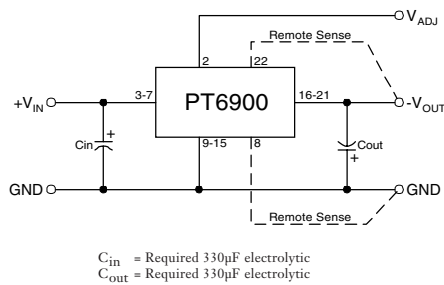 V_ADJ
Remote Sense
2 22
+V_IN 3-7 PT6900 16-21 -V_OUT
+
Cin Cout
+
9-15 8
GND GND
Remote Sense
C_in = Required 330µF electrolytic
C_out = Required 330µF electrolytic